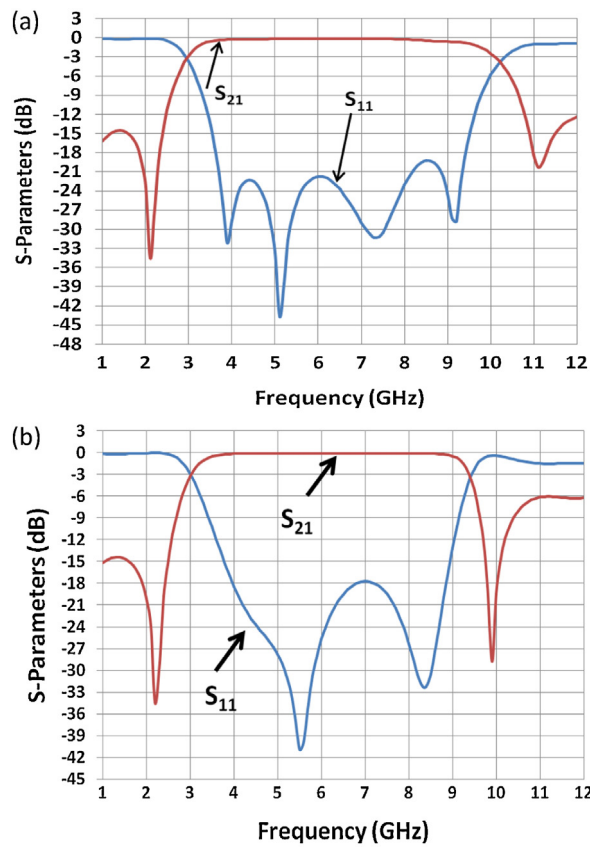 (a)
S-Parameters (dB)
3
0
-3
-6
-9
-12
-15
-18
-21
-24
-27
-30
-33
-36
-39
-42
-45
-48
S21
S11
1 2 3 4 5 6 7 8 9 10 11 12
Frequency (GHz)
(b)
S-Parameters (dB)
3
0
-3
-6
-9
-12
-15
-18
-21
-24
-27
-30
-33
-36
-39
-42
-45
S21
S11
1 2 3 4 5 6 7 8 9 10 11 12
Frequency (GHz)